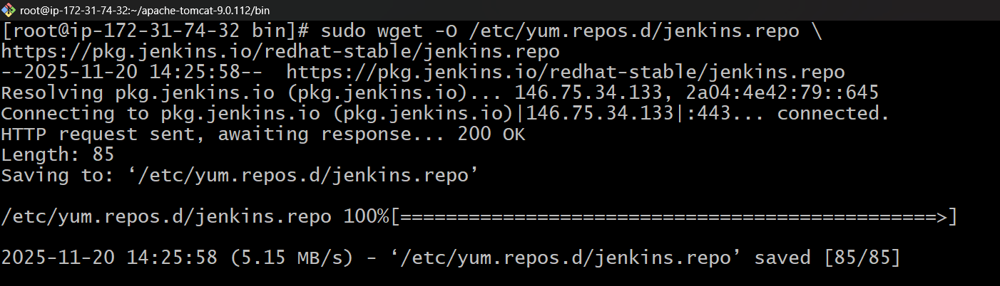 root@ip-172-31-74-32:~/apache-tomcat-9.0.112/bin
[root@ip-172-31-74-32 bin]# sudo wget -O /etc/yum.repos.d/jenkins.repo \
https://pkg.jenkins.io/redhat-stable/jenkins.repo
--2025-11-20 14:25:58--  https://pkg.jenkins.io/redhat-stable/jenkins.repo
Resolving pkg.jenkins.io (pkg.jenkins.io)... 146.75.34.133, 2a04:4e42:79::645
Connecting to pkg.jenkins.io (pkg.jenkins.io)|146.75.34.133|:443... connected.
HTTP request sent, awaiting response... 200 OK
Length: 85
Saving to: ‘/etc/yum.repos.d/jenkins.repo’
/etc/yum.repos.d/jenkins.repo 100%[===============================================>]
2025-11-20 14:25:58 (5.15 MB/s) - ‘/etc/yum.repos.d/jenkins.repo’ saved [85/85]